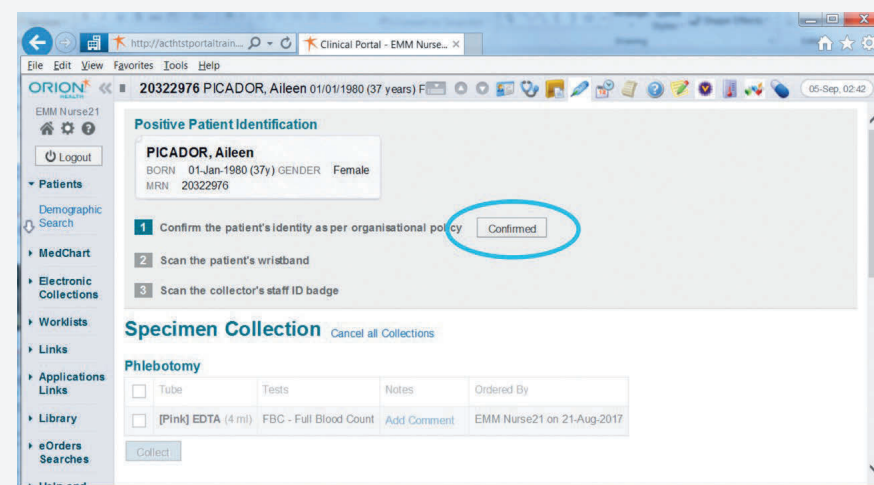 http://acthtstportaltrain...
Clinical Portal - EMM Nurse...
File Edit View Favorites Tools Help
ORION HEALTH
20322976 PICADOR, Aileen 01/01/1980 (37 years) F
05-Sep, 02:42
EMM Nurse21
Logout
Patients
Demographic Search
MedChart
Electronic Collections
Worklists
Links
Applications Links
Library
eOrders Searches
Positive Patient Identification
PICADOR, Aileen
BORN 01-Jan-1980 (37y) GENDER Female
MRN 20322976
1 Confirm the patient's identity as per organisational policy Confirmed
2 Scan the patient's wristband
3 Scan the collector's staff ID badge
Specimen Collection Cancel all Collections
Phlebotomy
Tube Tests Notes Ordered By
[Pink] EDTA (4 ml) FBC - Full Blood Count Add Comment EMM Nurse21 on 21-Aug-2017
Collect